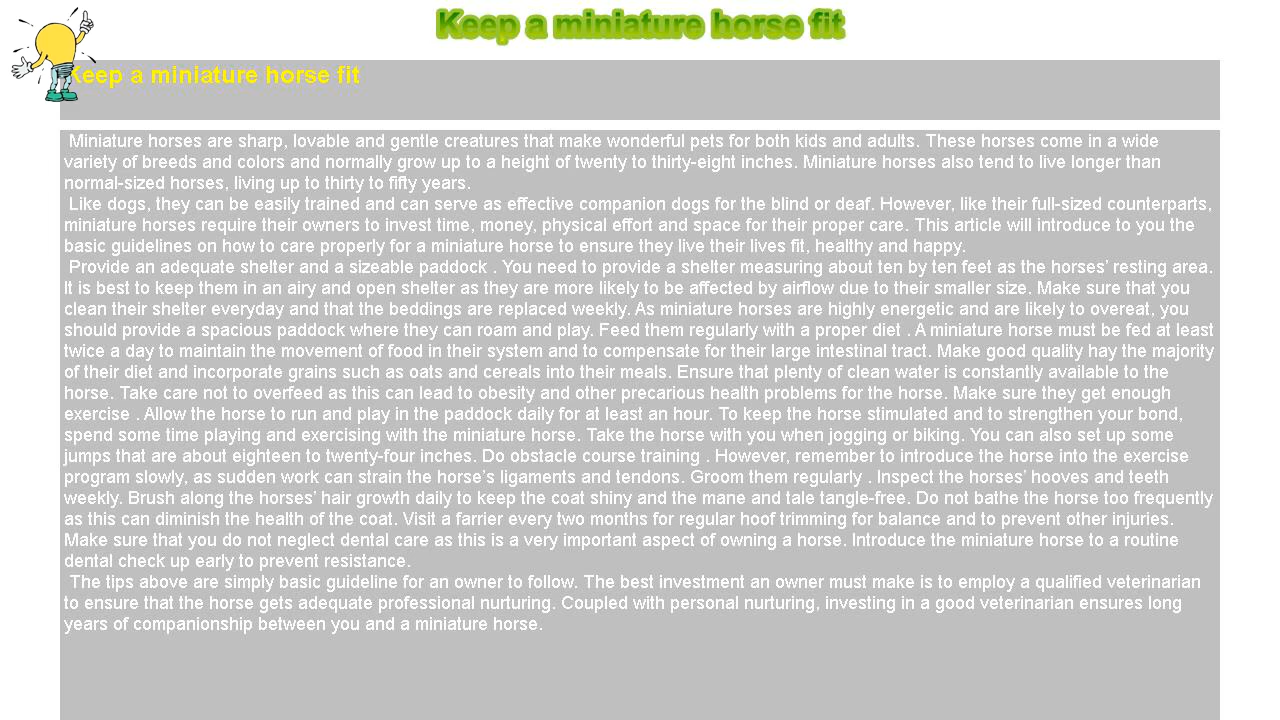 Keep a miniature horse fit
Keep a miniature horse fit
Miniature horses are sharp, lovable and gentle creatures that make wonderful pets for both kids and adults. These horses come in a wide
variety of breeds and colors and normally grow up to a height of twenty to thirty-eight inches. Miniature horses also tend to live longer than
normal-sized horses, living up to thirty to fifty years.
Like dogs, they can be easily trained and can serve as effective companion dogs for the blind or deaf. However, like their full-sized counterparts,
miniature horses require their owners to invest time, money, physical effort and space for their proper care. This article will introduce to you the
basic guidelines on how to care properly for a miniature horse to ensure they live their lives fit, healthy and happy.
Provide an adequate shelter and a sizeable paddock . You need to provide a shelter measuring about ten by ten feet as the horses’ resting area.
It is best to keep them in an airy and open shelter as they are more likely to be affected by airflow due to their smaller size. Make sure that you
clean their shelter everyday and that the beddings are replaced weekly. As miniature horses are highly energetic and are likely to overeat, you
should provide a spacious paddock where they can roam and play. Feed them regularly with a proper diet . A miniature horse must be fed at least
twice a day to maintain the movement of food in their system and to compensate for their large intestinal tract. Make good quality hay the majority
of their diet and incorporate grains such as oats and cereals into their meals. Ensure that plenty of clean water is constantly available to the
horse. Take care not to overfeed as this can lead to obesity and other precarious health problems for the horse. Make sure they get enough
exercise . Allow the horse to run and play in the paddock daily for at least an hour. To keep the horse stimulated and to strengthen your bond,
spend some time playing and exercising with the miniature horse. Take the horse with you when jogging or biking. You can also set up some
jumps that are about eighteen to twenty-four inches. Do obstacle course training . However, remember to introduce the horse into the exercise
program slowly, as sudden work can strain the horse’s ligaments and tendons. Groom them regularly . Inspect the horses’ hooves and teeth
weekly. Brush along the horses’ hair growth daily to keep the coat shiny and the mane and tale tangle-free. Do not bathe the horse too frequently
as this can diminish the health of the coat. Visit a farrier every two months for regular hoof trimming for balance and to prevent other injuries.
Make sure that you do not neglect dental care as this is a very important aspect of owning a horse. Introduce the miniature horse to a routine
dental check up early to prevent resistance.
The tips above are simply basic guideline for an owner to follow. The best investment an owner must make is to employ a qualified veterinarian
to ensure that the horse gets adequate professional nurturing. Coupled with personal nurturing, investing in a good veterinarian ensures long
years of companionship between you and a miniature horse.